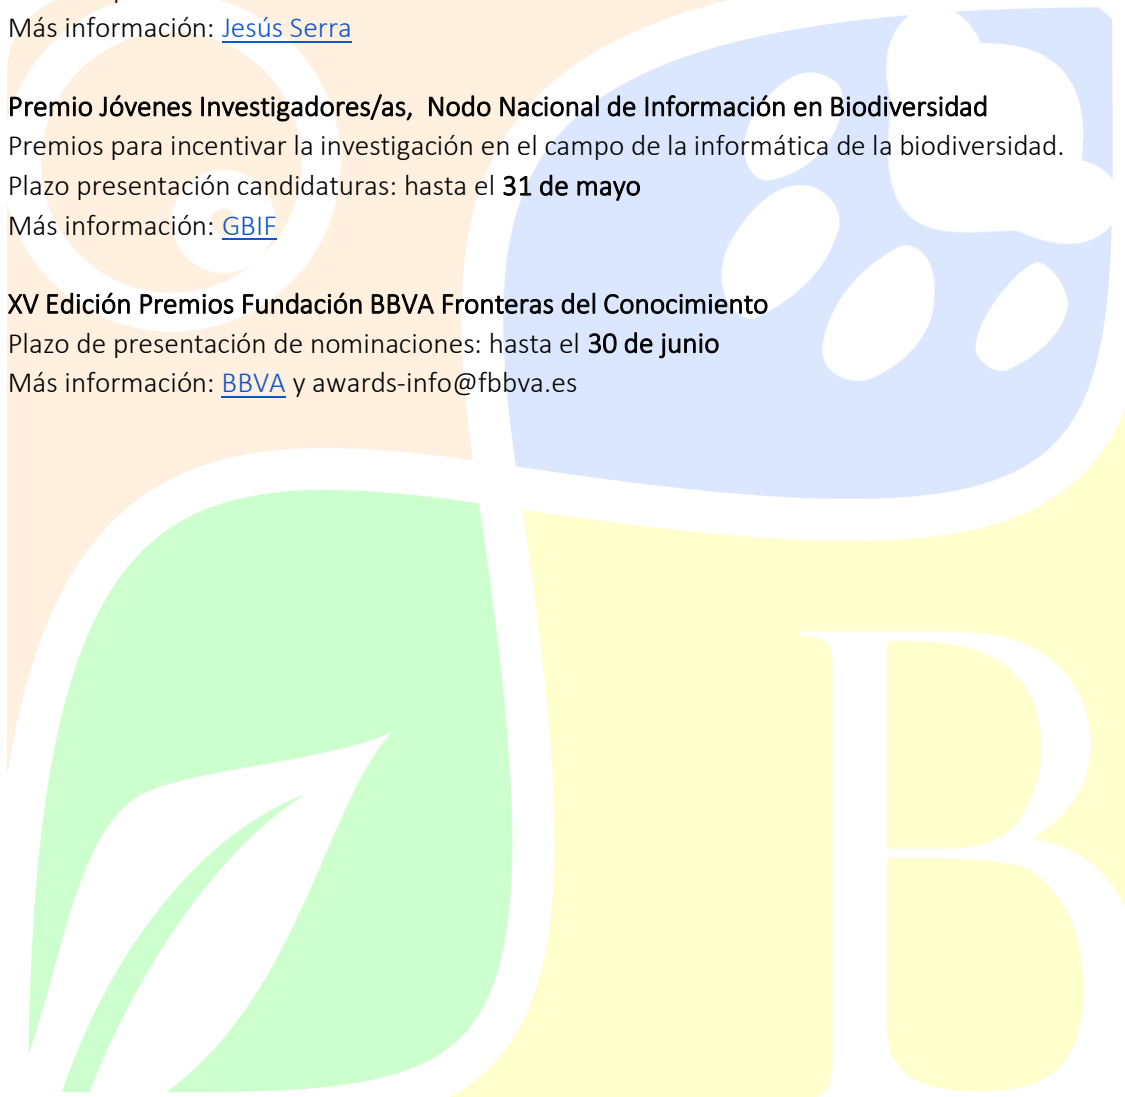 Más información: Jesús Serra
Premio Jóvenes Investigadores/as, Nodo Nacional de Información en Biodiversidad
Premios para incentivar la investigación en el campo de la informática de la biodiversidad.
Plazo presentación candidaturas: hasta el 31 de mayo
Más información: GBIF
XV Edición Premios Fundación BBVA Fronteras del Conocimiento
Plazo de presentación de nominaciones: hasta el 30 de junio
Más información: BBVA y awards-info@fbbva.es
B